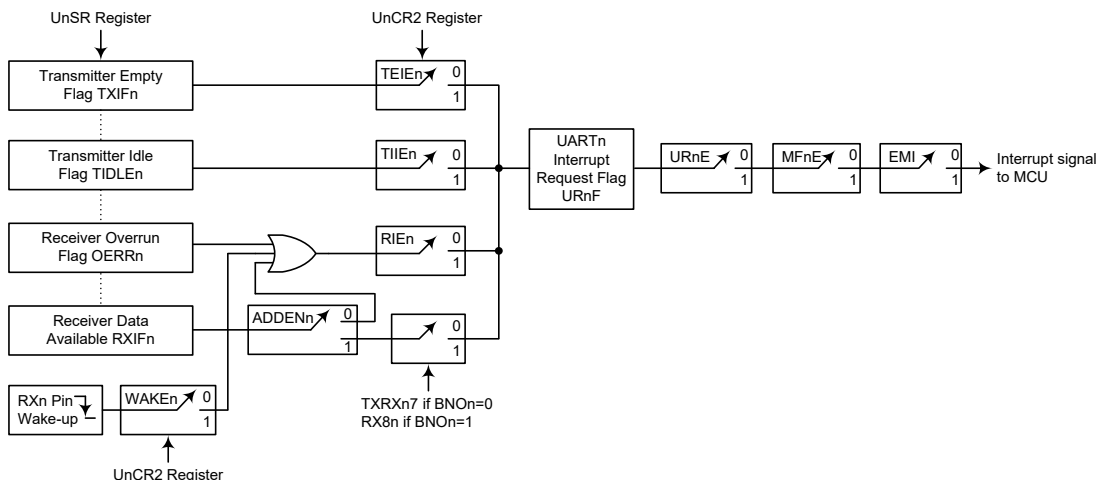 UnSR Register
UnCR2 Register
Transmitter Empty
Flag TXIFn
TEIEn
0
1
Transmitter Idle
Flag TIDLEn
TIIEn
0
1
UARTn
Interrupt
Request Flag
URnF
URnE
0
1
MFnE
0
1
EMI
0
1
Interrupt signal
to MCU
Receiver Overrun
Flag OERRn
RIEn
0
1
Receiver Data
Available RXIFn
ADDENn
0
1
0
1
TXRXn7 if BNOn=0
RX8n if BNOn=1
RXn Pin
Wake-up
WAKEn
0
1
UnCR2 Register